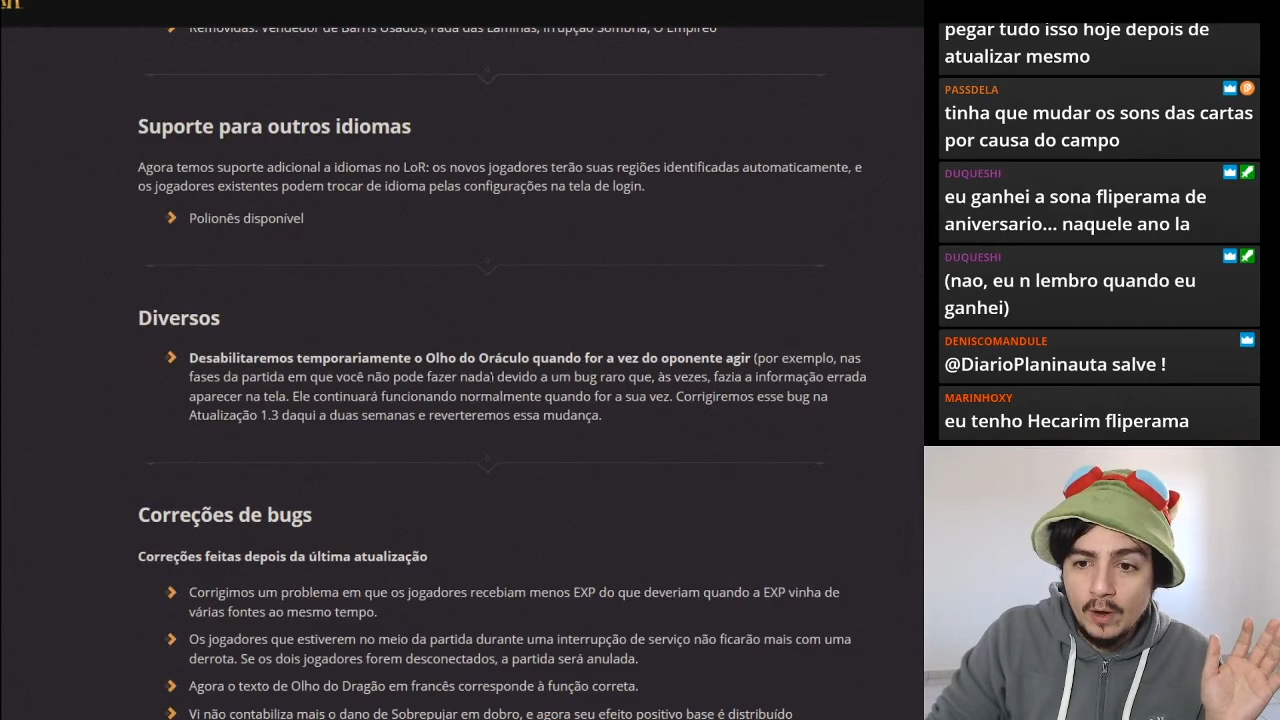 Removidas: Vendedor de Barris Usados, Fada das Lâminas, Irrupção Sombria, O Empíreo
Suporte para outros idiomas
Agora temos suporte adicional a idiomas no LoR: os novos jogadores terão suas regiões identificadas automaticamente, e
os jogadores existentes podem trocar de idioma pelas configurações na tela de login.
Polionês disponível
Diversos
Desabilitaremos temporariamente o Olho do Oráculo quando for a vez do oponente agir (por exemplo, nas
fases da partida em que você não pode fazer nada) devido a um bug raro que, às vezes, fazia a informação errada
aparecer na tela. Ele continuará funcionando normalmente quando for a sua vez. Corrigiremos esse bug na
Atualização 1.3 daqui a duas semanas e reverteremos essa mudança.
Correções de bugs
Correções feitas depois da última atualização
Corrigimos um problema em que os jogadores recebiam menos EXP do que deveriam quando a EXP vinha de
várias fontes ao mesmo tempo.
Os jogadores que estiverem no meio da partida durante uma interrupção de serviço não ficarão mais com uma
derrota. Se os dois jogadores forem desconectados, a partida será anulada.
Agora o texto de Olho do Dragão em francês corresponde à função correta.
Vi não contabiliza mais o dano de Sobrepujar em dobro, e agora seu efeito positivo base é distribuído
pegar tudo isso hoje depois de
atualizar mesmo
PASSDELA
tinha que mudar os sons das cartas
por causa do campo
DUQUESHI
eu ganhei a sona fliperama de
aniversario... naquele ano la
DUQUESHI
(nao, eu n lembro quando eu
ganhei)
DENISCOMANDULE
@DiarioPlaninauta salve !
MARINHOXY
eu tenho Hecarim fliperama